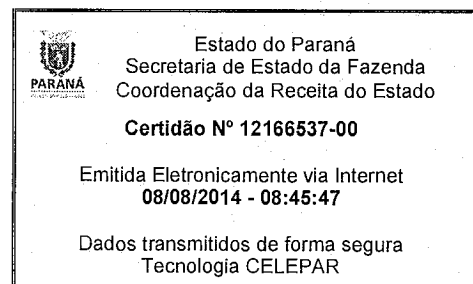 Estado do Paraná
Secretaria de Estado da Fazenda
PARANÁ
Coordenação da Receita do Estado
Certidão Nº 12166537-00
Emitida Eletronicamente via Internet
08/08/2014 - 08:45:47
Dados transmitidos de forma segura
Tecnologia CELEPAR